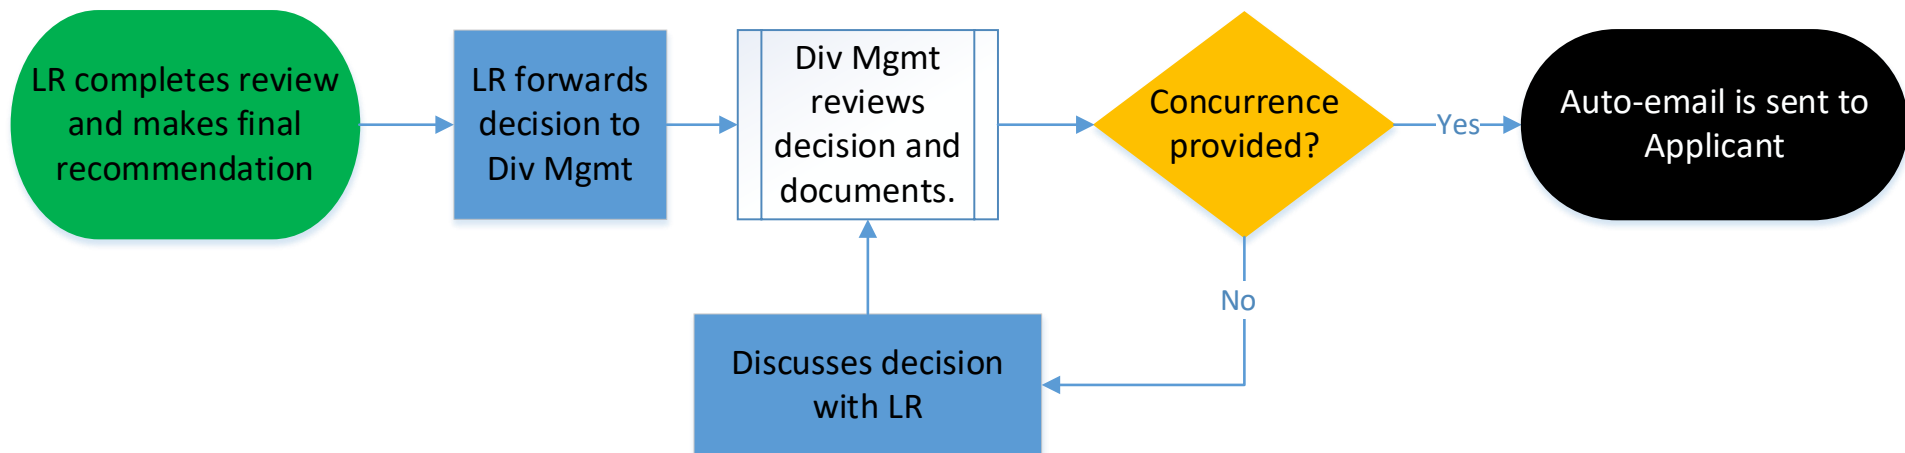 LR completes review
and makes final
recommendation
LR forwards
decision to
Div Mgmt
Div Mgmt
reviews
decision and
documents.
Concurrence
provided?
Yes
Auto-email is sent to
Applicant
No
Discusses decision
with LR